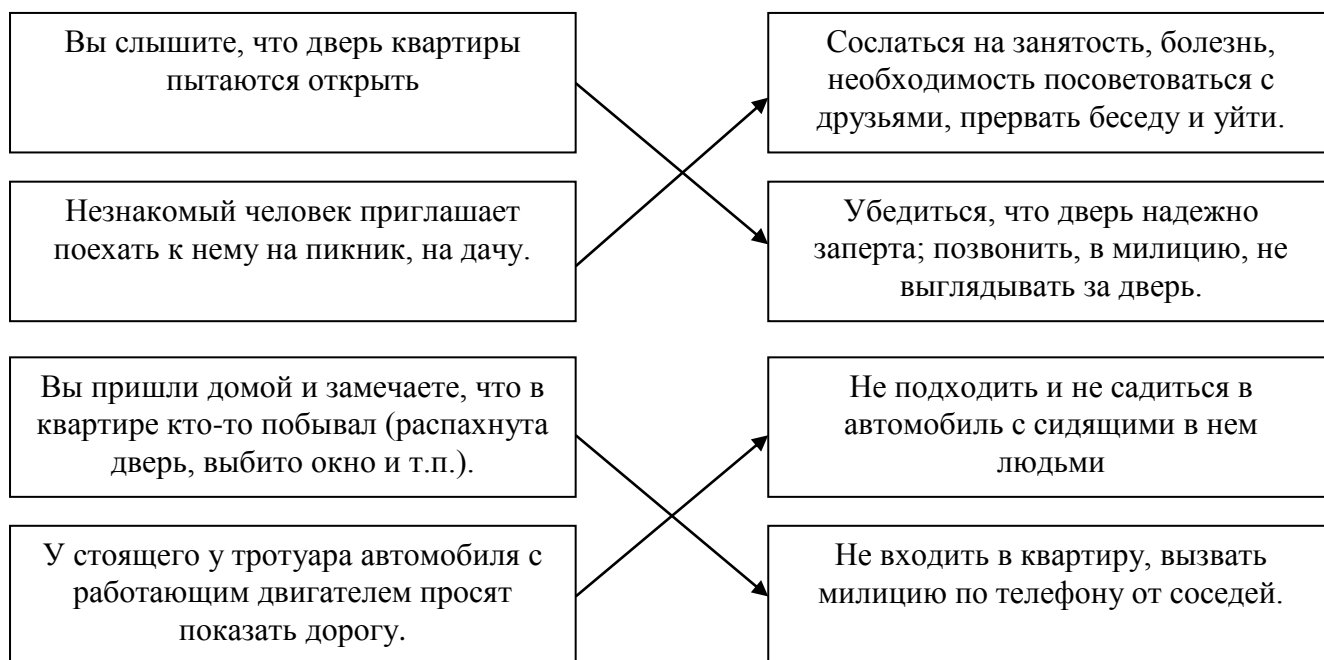 Вы слышите, что дверь квартиры
пытаются открыть
Сослаться на занятость, болезнь,
необходимость посоветоваться с
друзьями, прервать беседу и уйти.
Незнакомый человек приглашает
поехать к нему на пикник, на дачу.
Убедиться, что дверь надежно
заперта; позвонить, в милицию, не
выглядывать за дверь.
Вы пришли домой и замечаете, что в
квартире кто-то побывал (распахнута
дверь, выбито окно и т.п.).
Не подходить и не садиться в
автомобиль с сидящими в нем
людьми
У стоящего у тротуара автомобиля с
работающим двигателем просят
показать дорогу.
Не входить в квартиру, вызвать
милицию по телефону от соседей.